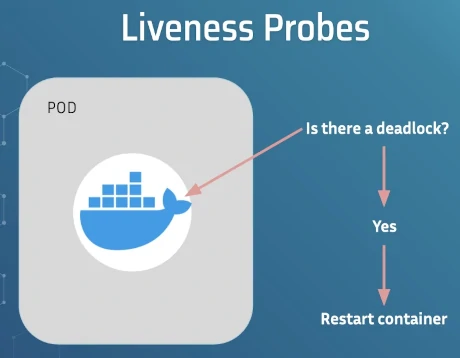 Liveness Probes
POD
Is there a deadlock?
Yes
Restart container